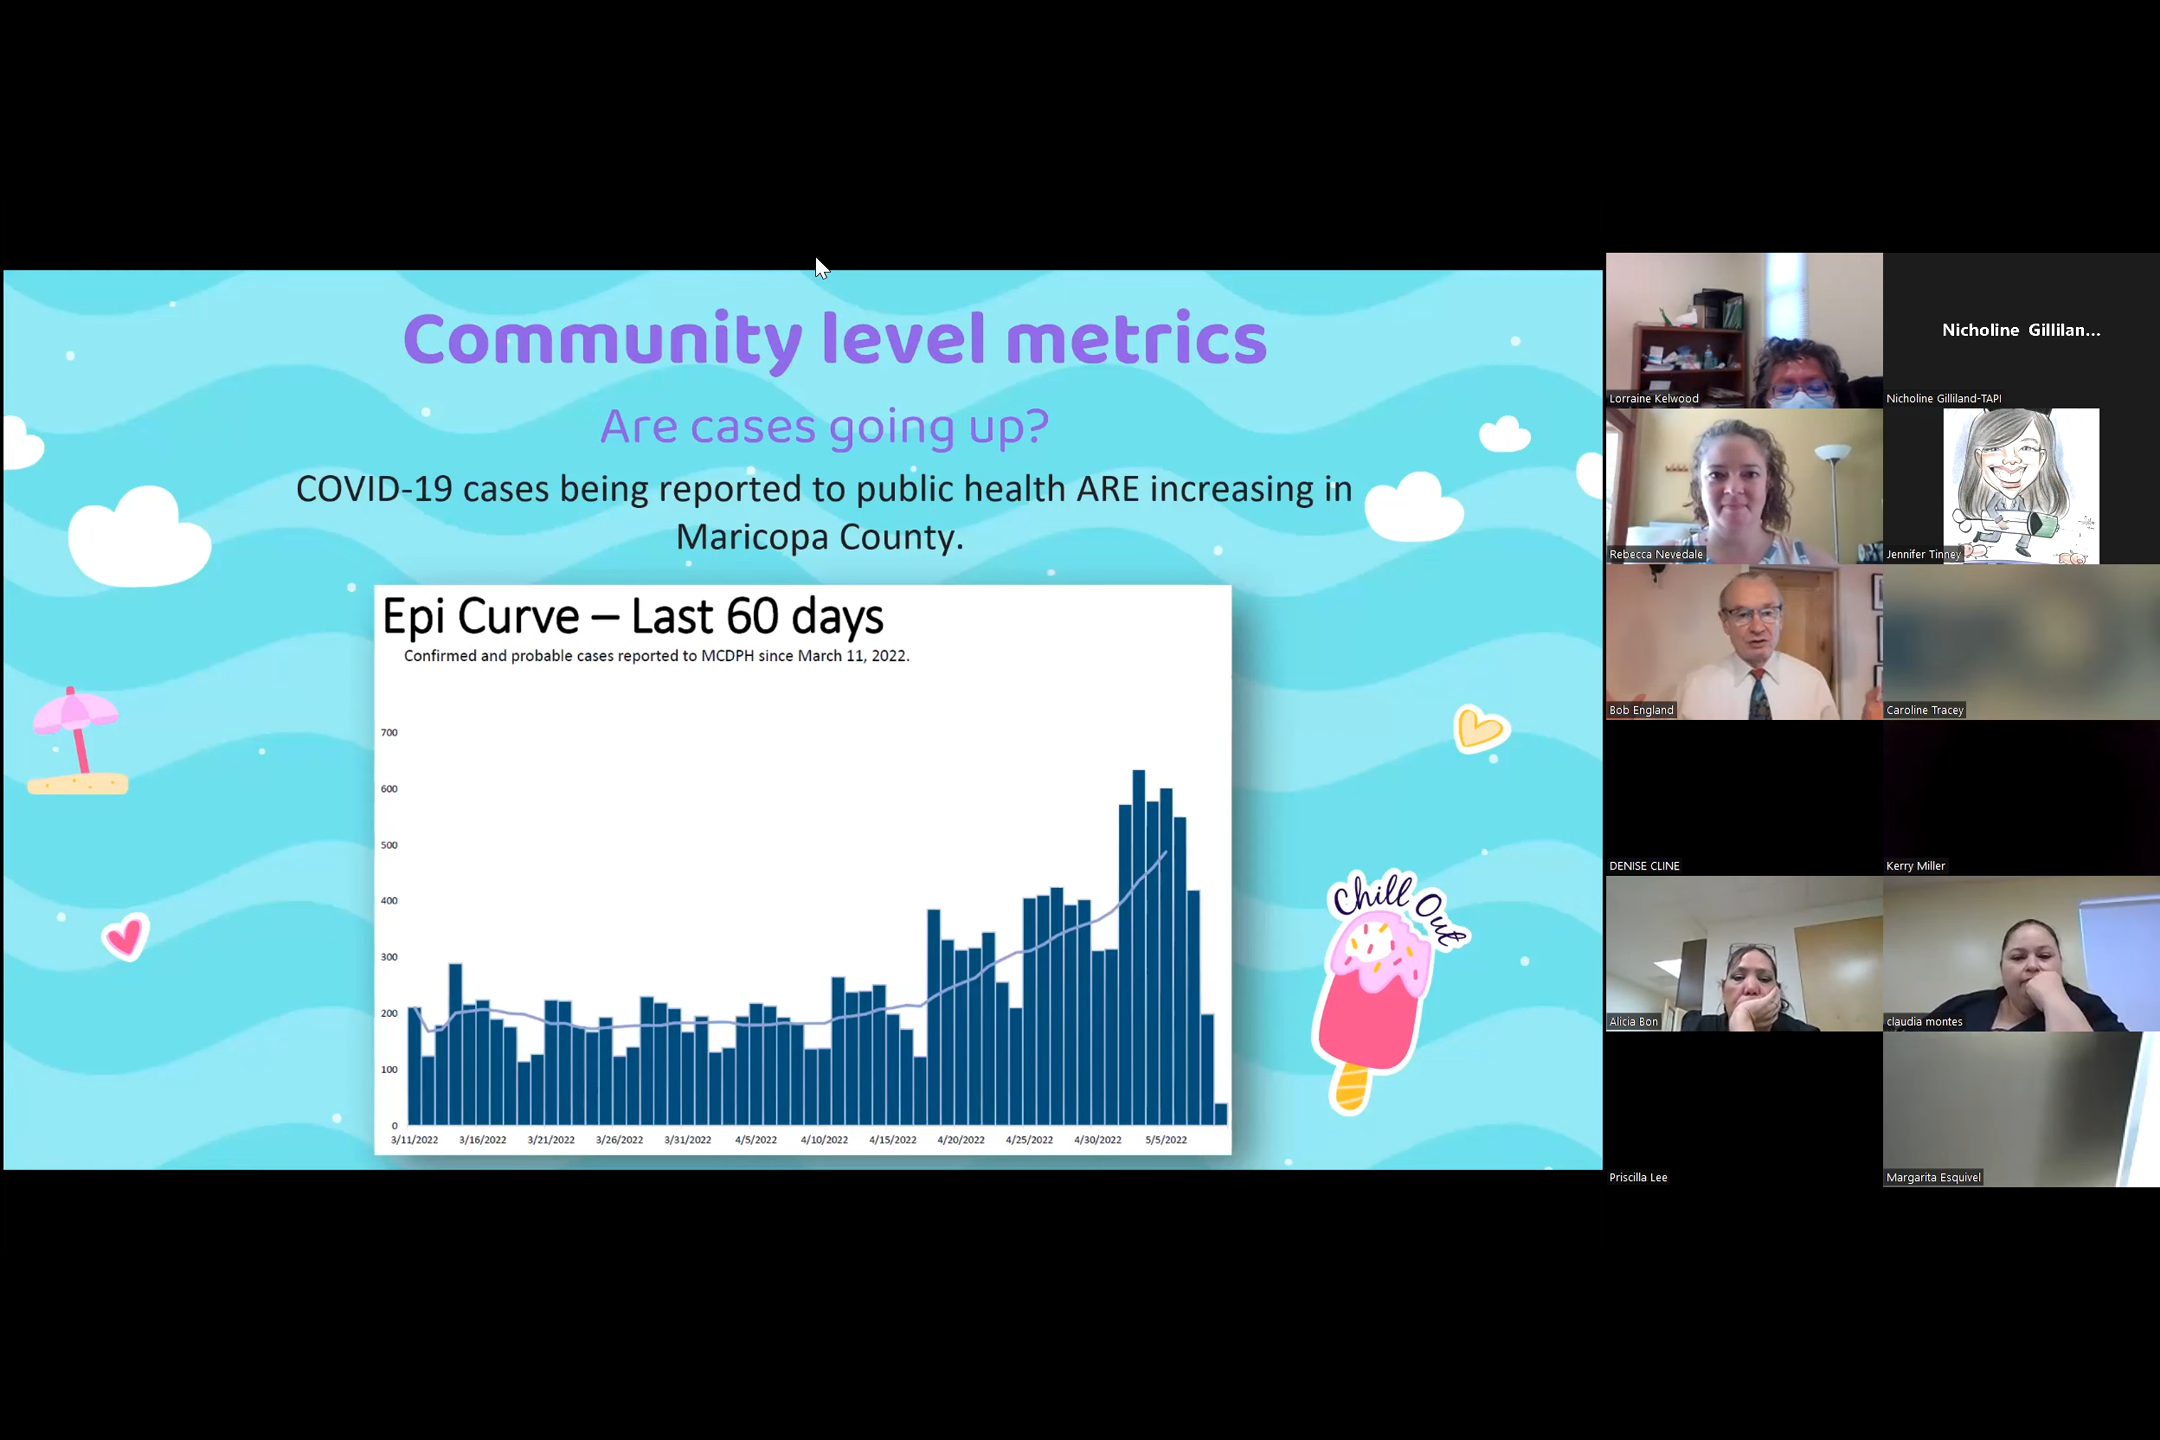 Community level metrics
Are cases going up?
COVID-19 cases being reported to public health ARE increasing in
Maricopa County.
Epi Curve – Last 60 days
Confirmed and probable cases reported to MCDPH since March 11, 2022.
700
600
500
400
300
200
100
0
3/11/2022 3/16/2022 3/21/2022 3/26/2022 3/31/2022 4/5/2022 4/10/2022 4/15/2022 4/20/2022 4/25/2022 4/30/2022 5/5/2022
Chill Out
Lorraine Kelwood
Nicholine Gillilan...
Nicholine Gilliland-TAPI
Rebecca Nevedale
Jennifer Tinney
Bob England
Caroline Tracey
DENISE CLINE
Kerry Miller
Alicia Bon
claudia montes
Priscilla Lee
Margarita Esquivel